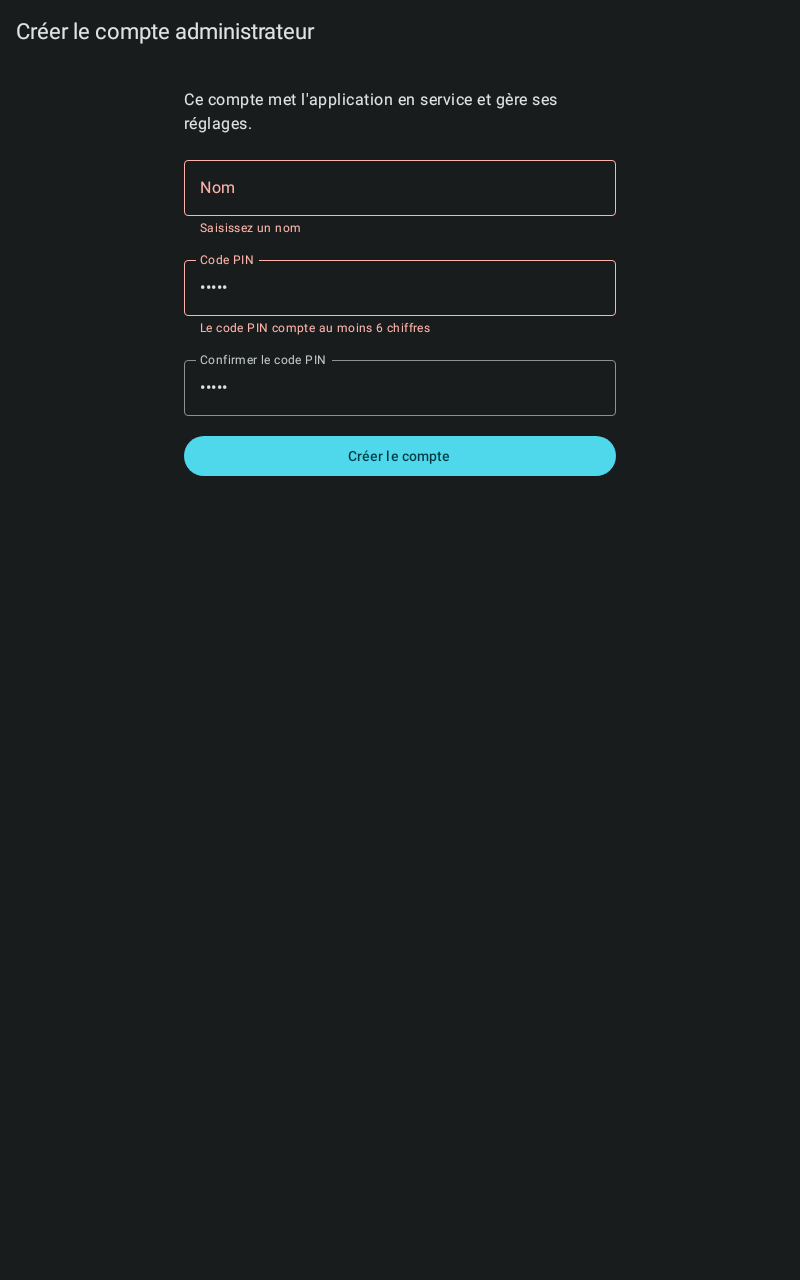 Créer le compte administrateur
Ce compte met l'application en service et gère ses
réglages.
Nom
Saisissez un nom
Code PIN
•••••
Le code PIN compte au moins 6 chiffres
Confirmer le code PIN
•••••
Créer le compte